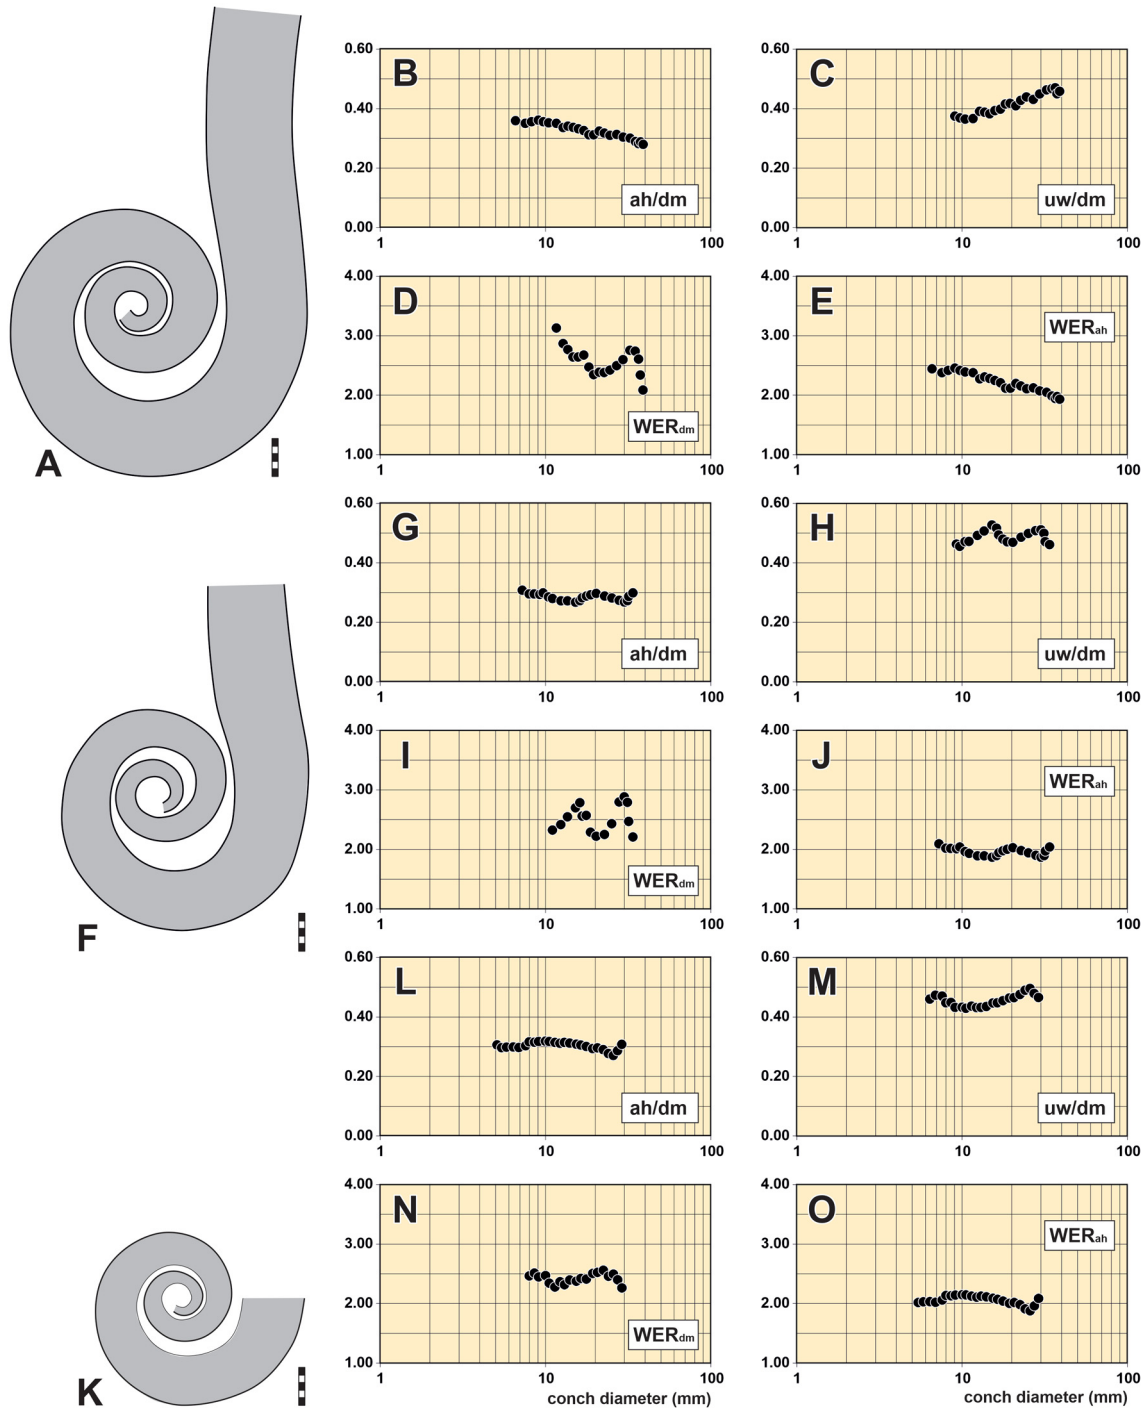 0.60 0.60
B C
0.40 0.40
0.20 0.20
ah/dm uw/dm
0.00 0.00
1 10 100 1 10 100
4.00 4.00
D E
WERah
3.00 3.00
2.00 2.00
WERdm
A
1.00 1.00
1 10 100 1 10 100
0.60 0.60
G H
0.40 0.40
0.20 0.20
ah/dm uw/dm
0.00 0.00
1 10 100 1 10 100
4.00 4.00
I J
WERah
3.00 3.00
2.00 2.00
WERdm
F
1.00 1.00
1 10 100 1 10 100
0.60 0.60
L M
0.40 0.40
0.20 0.20
ah/dm uw/dm
0.00 0.00
1 10 100 1 10 100
4.00 4.00
N O
WERah
3.00 3.00
2.00 2.00
WERdm
1.00 1.00
K
1 10 100 1 10 100
conch diameter (mm) conch diameter (mm)